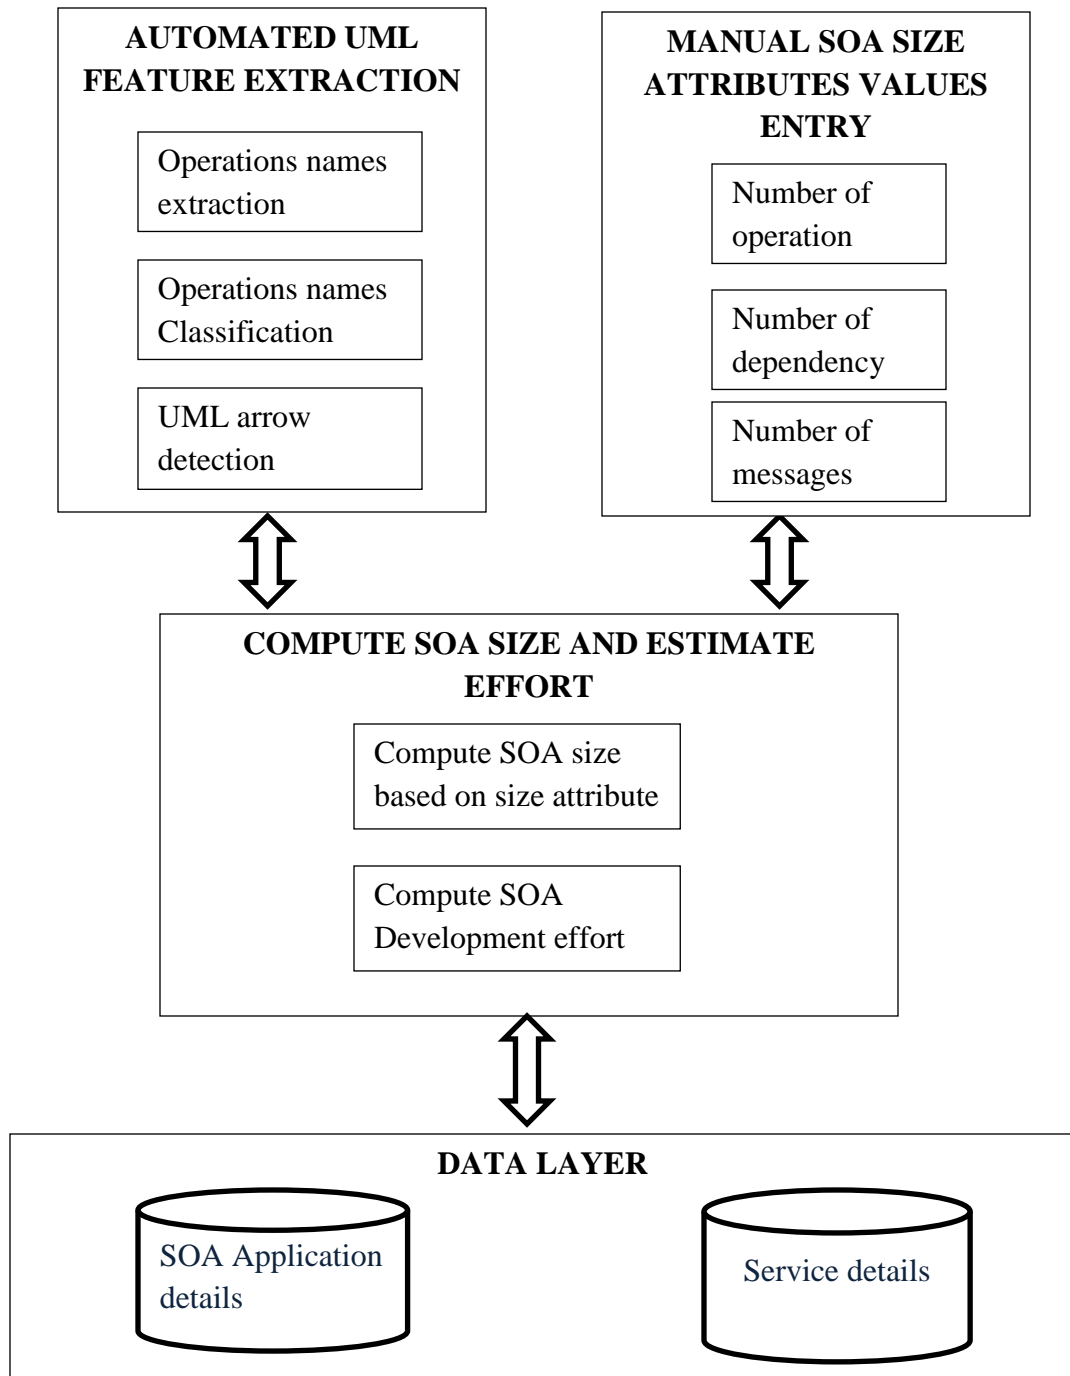 AUTOMATED UML
FEATURE EXTRACTION
Operations names
extraction
Operations names
Classification
UML arrow
detection
MANUAL SOA SIZE
ATTRIBUTES VALUES
ENTRY
Number of
operation
Number of
dependency
Number of
messages
COMPUTE SOA SIZE AND ESTIMATE
EFFORT
Compute SOA size
based on size attribute
Compute SOA
Development effort
DATA LAYER
SOA Application
details
Service details